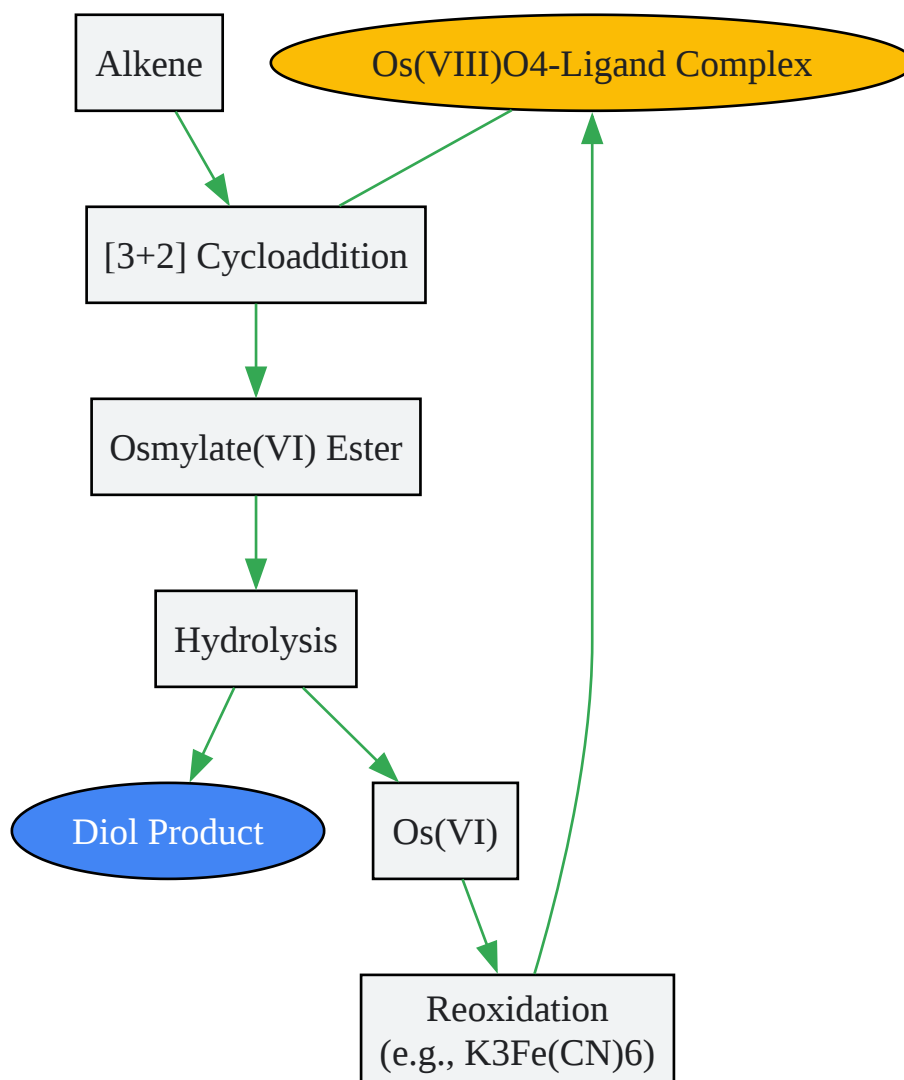 Alkene
Os(VIII)O4-Ligand Complex
[3+2] Cycloaddition
Osmylate(VI) Ester
Hydrolysis
Diol Product
Os(VI)
Reoxidation
(e.g., K3Fe(CN)6)